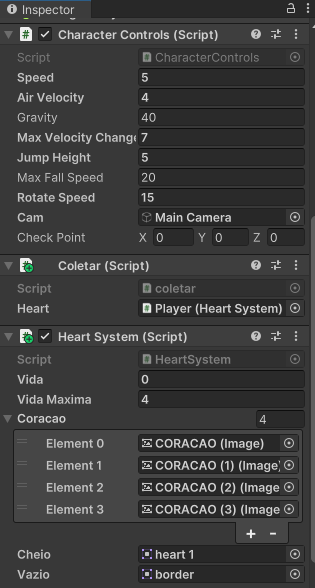 Inspector
Character Controls (Script)
Script CharacterControls
Speed 5
Air Velocity 4
Gravity 40
Max Velocity Change 7
Jump Height 5
Max Fall Speed 20
Rotate Speed 15
Cam Main Camera
Check Point X 0 Y 0 Z 0
Coletar (Script)
Script coletar
Heart Player (Heart System)
Heart System (Script)
Script HeartSystem
Vida 0
Vida Maxima 4
Coracao 4
Element 0 CORACAO (Image)
Element 1 CORACAO (1) (Image)
Element 2 CORACAO (2) (Image
Element 3 CORACAO (3) (Image
+ -
Cheio heart 1
Vazio border